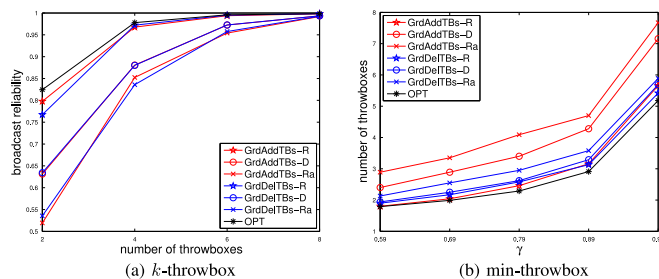 broadcast reliability
1
0.95
0.9
0.85
0.8
0.75
0.7
0.65
0.6
0.55
0.5
2
4
6
8
number of throwboxes
GrdAddTBs−R
GrdAddTBs−D
GrdAddTBs−Ra
GrdDelTBs−R
GrdDelTBs−D
GrdDelTBs−Ra
OPT
(a) k-throwbox
number of throwboxes
8
7
6
5
4
3
2
1
0,59
0,69
0,79
0,89
γ
GrdAddTBs−R
GrdAddTBs−D
GrdAddTBs−Ra
GrdDelTBs−R
GrdDelTBs−D
GrdDelTBs−Ra
OPT
(b) min-throwbox